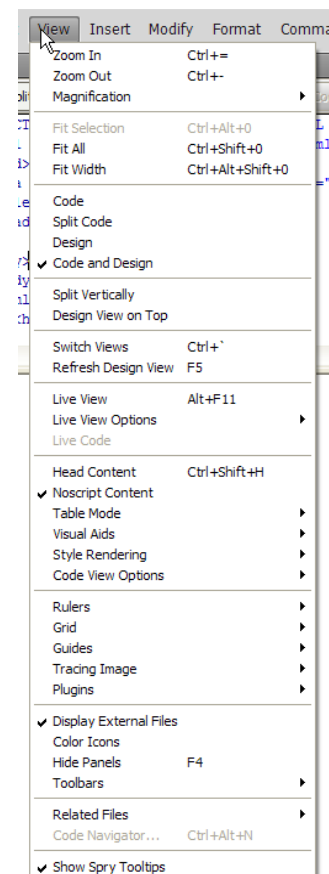 View Insert Modify Format Comma
Zoom In Ctrl+=
Zoom Out Ctrl+-
Magnification
Fit Selection Ctrl+Alt+0
Fit All Ctrl+Shift+0
Fit Width Ctrl+Alt+Shift+0
Code
Split Code
Design
Code and Design
Split Vertically
Design View on Top
Switch Views Ctrl+`
Refresh Design View F5
Live View Alt+F11
Live View Options
Live Code
Head Content Ctrl+Shift+H
Noscript Content
Table Mode
Visual Aids
Style Rendering
Code View Options
Rulers
Grid
Guides
Tracing Image
Plugins
Display External Files
Color Icons
Hide Panels F4
Toolbars
Related Files
Code Navigator... Ctrl+Alt+N
Show Spry Tooltips